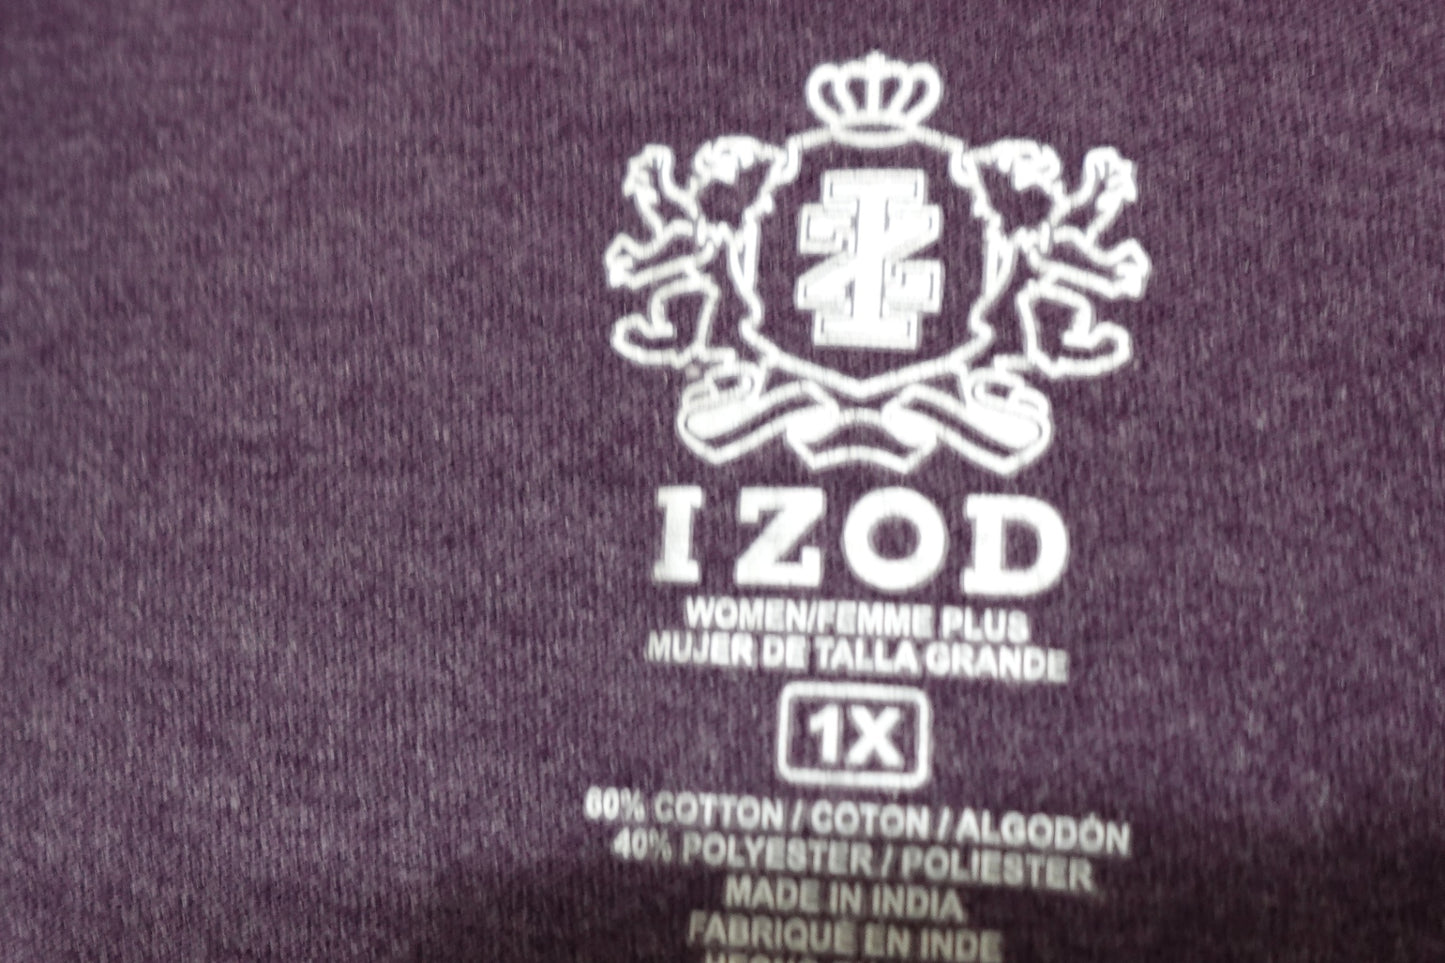 IZOD
WOMEN/FEMME PLUS
MUJER DE TALLA GRANDE
1X
60% COTTON / COTON / ALGODÓN
40% POLYESTER / POLIESTER
MADE IN INDIA
FABRIQUÉ EN INDE